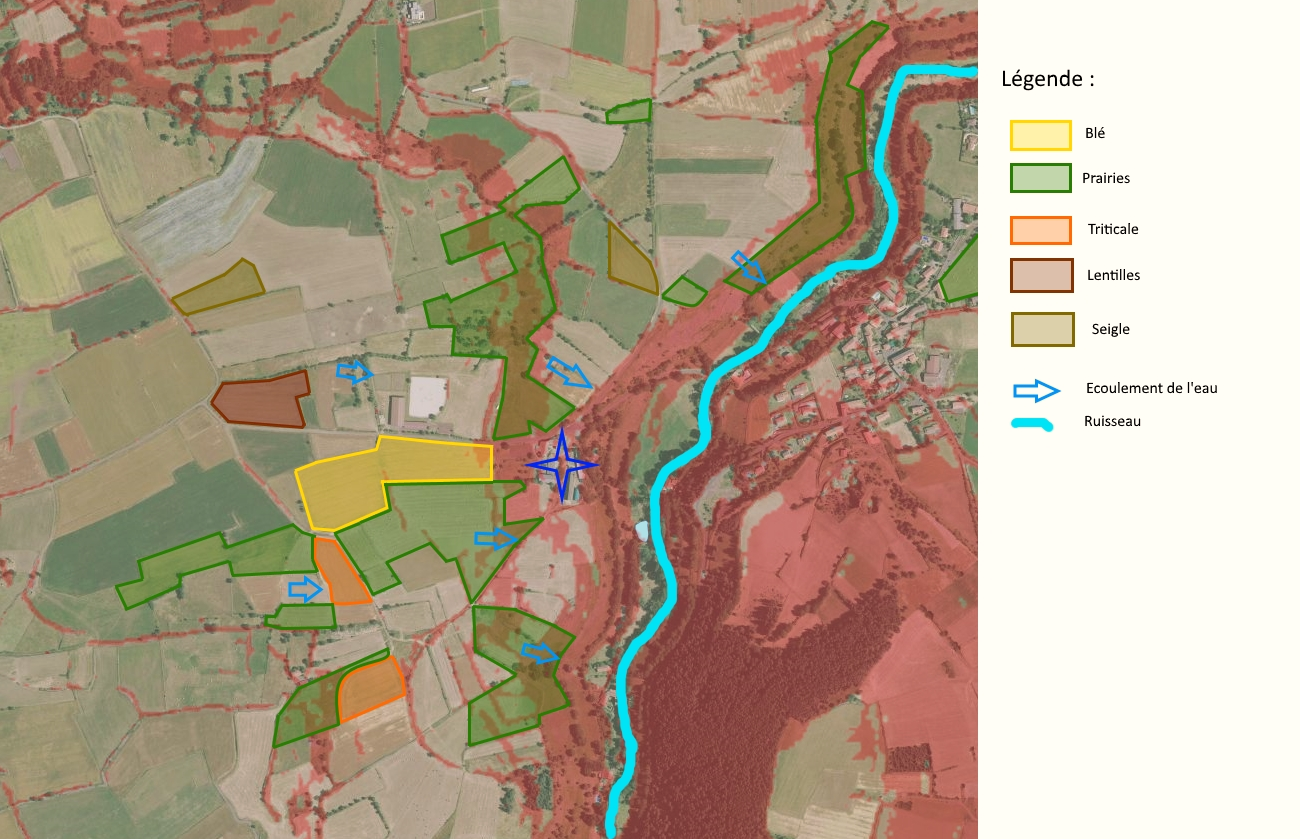 Légende :
Blé
Prairies
Triticale
Lentilles
Seigle
Ecoulement de l'eau
Ruisseau